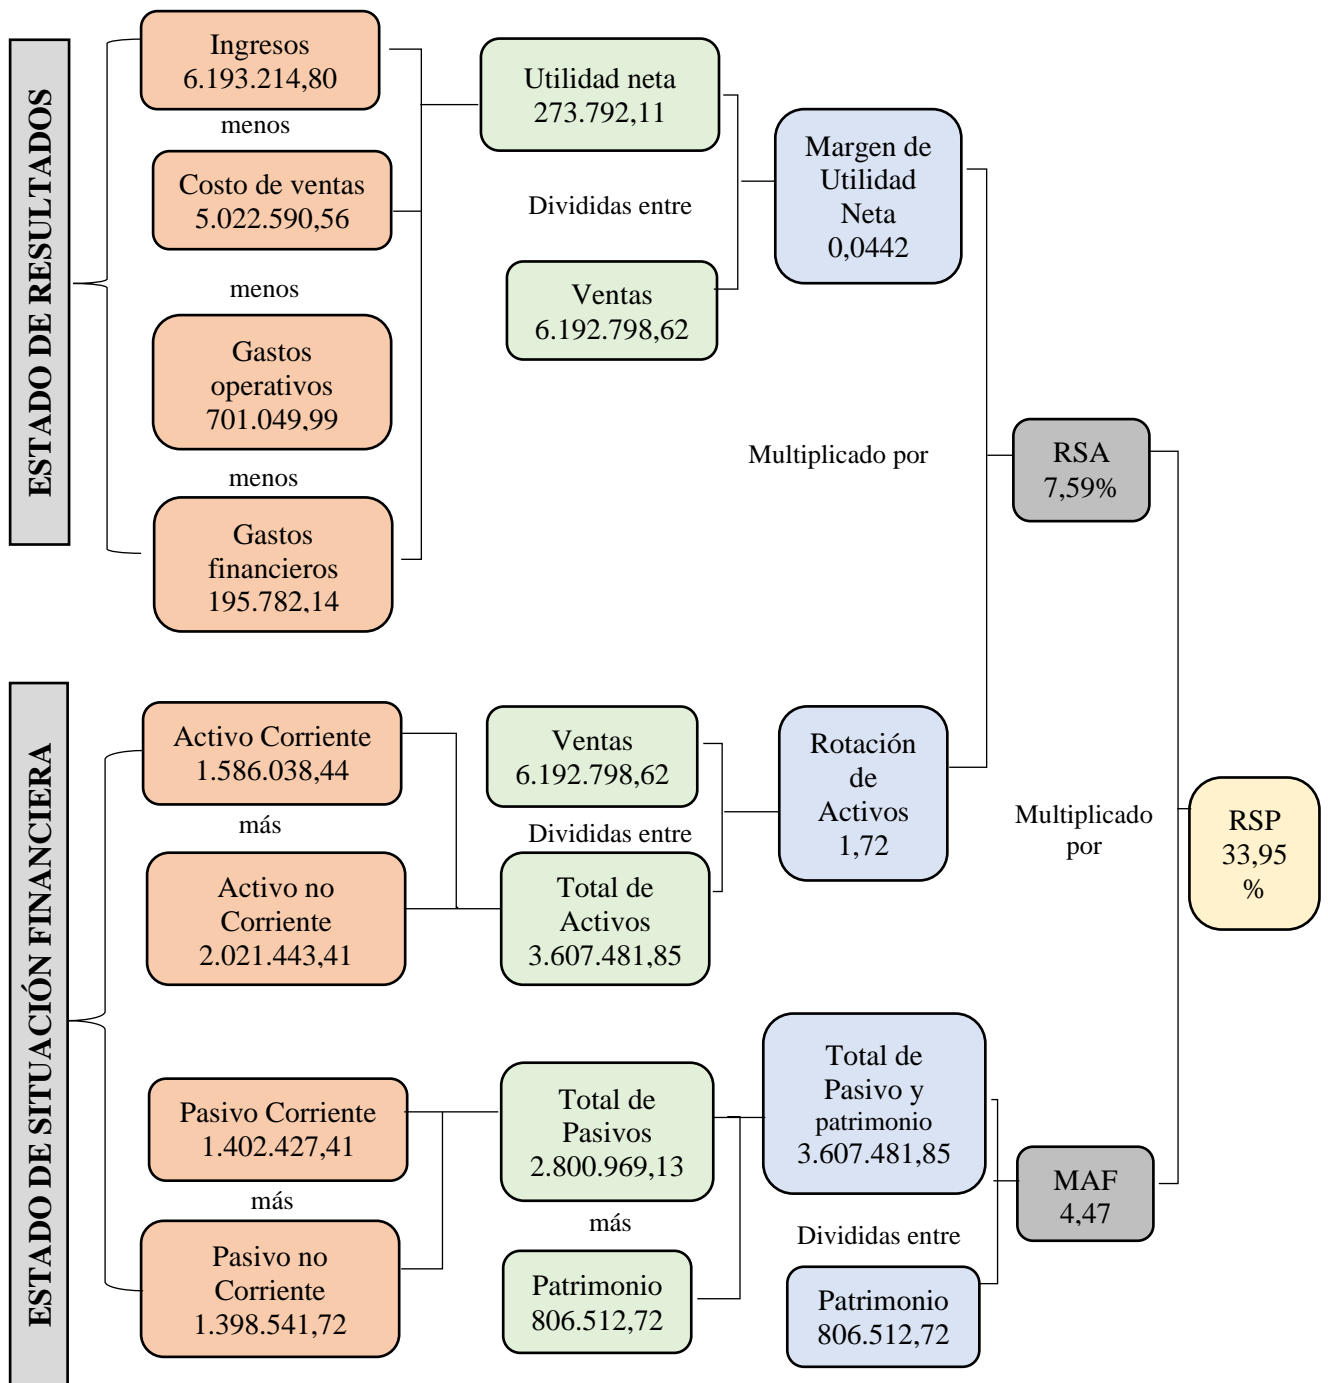 ESTADO DE RESULTADOS
Ingresos
6.193.214,80
menos
Costo de ventas
5.022.590,56
menos
Gastos
operativos
701.049,99
menos
Gastos
financieros
195.782,14
Utilidad neta
273.792,11
Divididas entre
Ventas
6.192.798,62
Margen de
Utilidad
Neta
0,0442
Multiplicado por
RSA
7,59%
ESTADO DE SITUACIÓN FINANCIERA
Activo Corriente
1.586.038,44
más
Activo no
Corriente
2.021.443,41
Ventas
6.192.798,62
Divididas entre
Total de
Activos
3.607.481,85
Rotación
de
Activos
1,72
Multiplicado
por
RSP
33,95
%
Pasivo Corriente
1.402.427,41
más
Pasivo no
Corriente
1.398.541,72
Total de
Pasivos
2.800.969,13
más
Patrimonio
806.512,72
Total de
Pasivo y
patrimonio
3.607.481,85
Divididas entre
Patrimonio
806.512,72
MAF
4,47